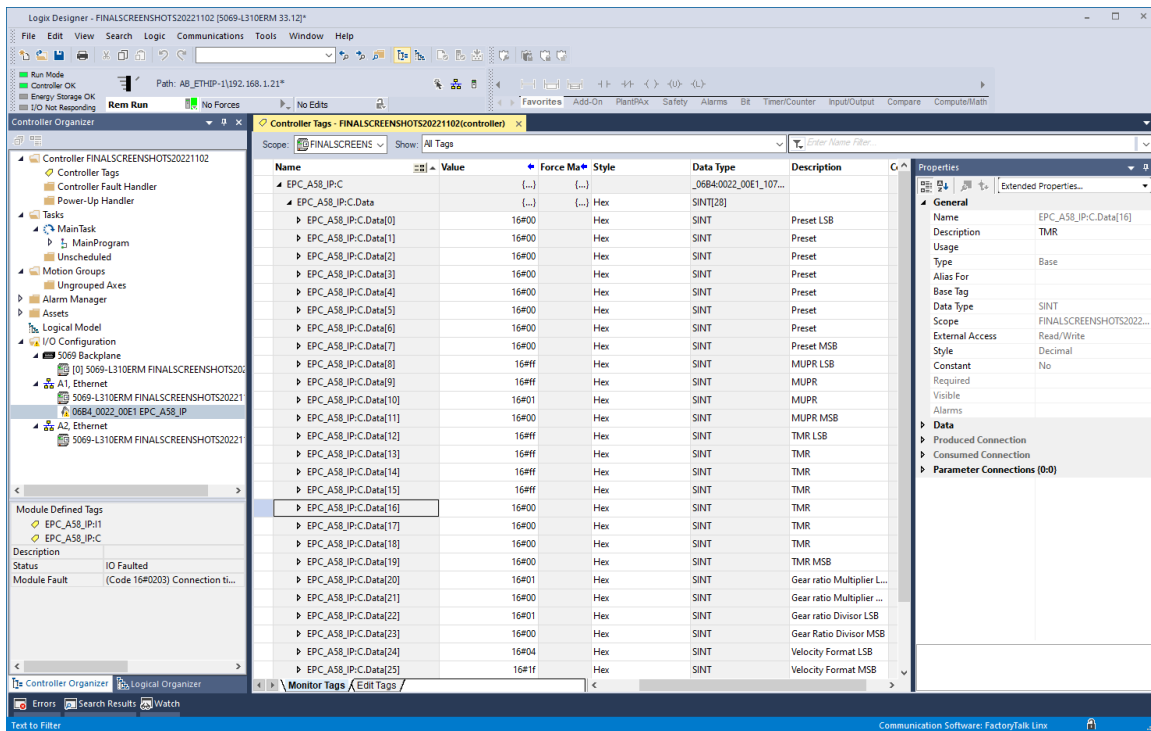 Logix Designer - FINALSCREENSHOTS20221102 [5069-L310ERM 33.12]*
File Edit View Search Logic Communications Tools Window Help
Run Mode
Controller OK
Energy Storage OK
I/O Not Responding
Path: AB_ETHIP-1\192.168.1.21*
Rem Run No Forces No Edits
Favorites Add-On PlantPAx Safety Alarms Bit Timer/Counter Input/Output Compare Compute/Math
Controller Organizer
Controller FINALSCREENSHOTS20221102
Controller Tags
Controller Fault Handler
Power-Up Handler
Tasks
MainTask
MainProgram
Unscheduled
Motion Groups
Ungrouped Axes
Alarm Manager
Assets
Logical Model
I/O Configuration
5069 Backplane
[0] 5069-L310ERM FINALSCREENSHOTS202
A1, Ethernet
5069-L310ERM FINALSCREENSHOTS20221
06B4_0022_00E1 EPC_A58_IP
A2, Ethernet
5069-L310ERM FINALSCREENSHOTS20221
Module Defined Tags
EPC_A58_IP:I1
EPC_A58_IP:C
Description
Status IO Faulted
Module Fault (Code 16#0203) Connection ti...
Controller Organizer Logical Organizer
Controller Tags - FINALSCREENSHOTS20221102(controller)
Scope: FINALSCREENS Show: All Tags Enter Name Filter...
Name Value Force Ma Style Data Type Description
EPC_A58_IP:C {...} {...} _06B4:0022_00E1_107...
EPC_A58_IP:C.Data {...} {...} Hex SINT[28]
EPC_A58_IP:C.Data[0] 16#00 Hex SINT Preset LSB
EPC_A58_IP:C.Data[1] 16#00 Hex SINT Preset
EPC_A58_IP:C.Data[2] 16#00 Hex SINT Preset
EPC_A58_IP:C.Data[3] 16#00 Hex SINT Preset
EPC_A58_IP:C.Data[4] 16#00 Hex SINT Preset
EPC_A58_IP:C.Data[5] 16#00 Hex SINT Preset
EPC_A58_IP:C.Data[6] 16#00 Hex SINT Preset
EPC_A58_IP:C.Data[7] 16#00 Hex SINT Preset MSB
EPC_A58_IP:C.Data[8] 16#ff Hex SINT MUPR LSB
EPC_A58_IP:C.Data[9] 16#ff Hex SINT MUPR
EPC_A58_IP:C.Data[10] 16#01 Hex SINT MUPR
EPC_A58_IP:C.Data[11] 16#00 Hex SINT MUPR MSB
EPC_A58_IP:C.Data[12] 16#ff Hex SINT TMR LSB
EPC_A58_IP:C.Data[13] 16#ff Hex SINT TMR
EPC_A58_IP:C.Data[14] 16#ff Hex SINT TMR
EPC_A58_IP:C.Data[15] 16#ff Hex SINT TMR
EPC_A58_IP:C.Data[16] 16#00 Hex SINT TMR
EPC_A58_IP:C.Data[17] 16#00 Hex SINT TMR
EPC_A58_IP:C.Data[18] 16#00 Hex SINT TMR
EPC_A58_IP:C.Data[19] 16#00 Hex SINT TMR MSB
EPC_A58_IP:C.Data[20] 16#01 Hex SINT Gear ratio Multiplier L...
EPC_A58_IP:C.Data[21] 16#00 Hex SINT Gear ratio Multiplier ...
EPC_A58_IP:C.Data[22] 16#01 Hex SINT Gear ratio Divisor LSB
EPC_A58_IP:C.Data[23] 16#00 Hex SINT Gear Ratio Divisor MSB
EPC_A58_IP:C.Data[24] 16#04 Hex SINT Velocity Format LSB
EPC_A58_IP:C.Data[25] 16#1f Hex SINT Velocity Format MSB
Monitor Tags Edit Tags
Properties
Extended Properties...
General
Name EPC_A58_IP:C.Data[16]
Description TMR
Usage
Type Base
Alias For
Base Tag
Data Type SINT
Scope FINALSCREENSHOTS2022...
External Access Read/Write
Style Decimal
Constant No
Required
Visible
Alarms
Data
Produced Connection
Consumed Connection
Parameter Connections {0:0}
Errors Search Results Watch
Text to Filter Communication Software: FactoryTalk Linx